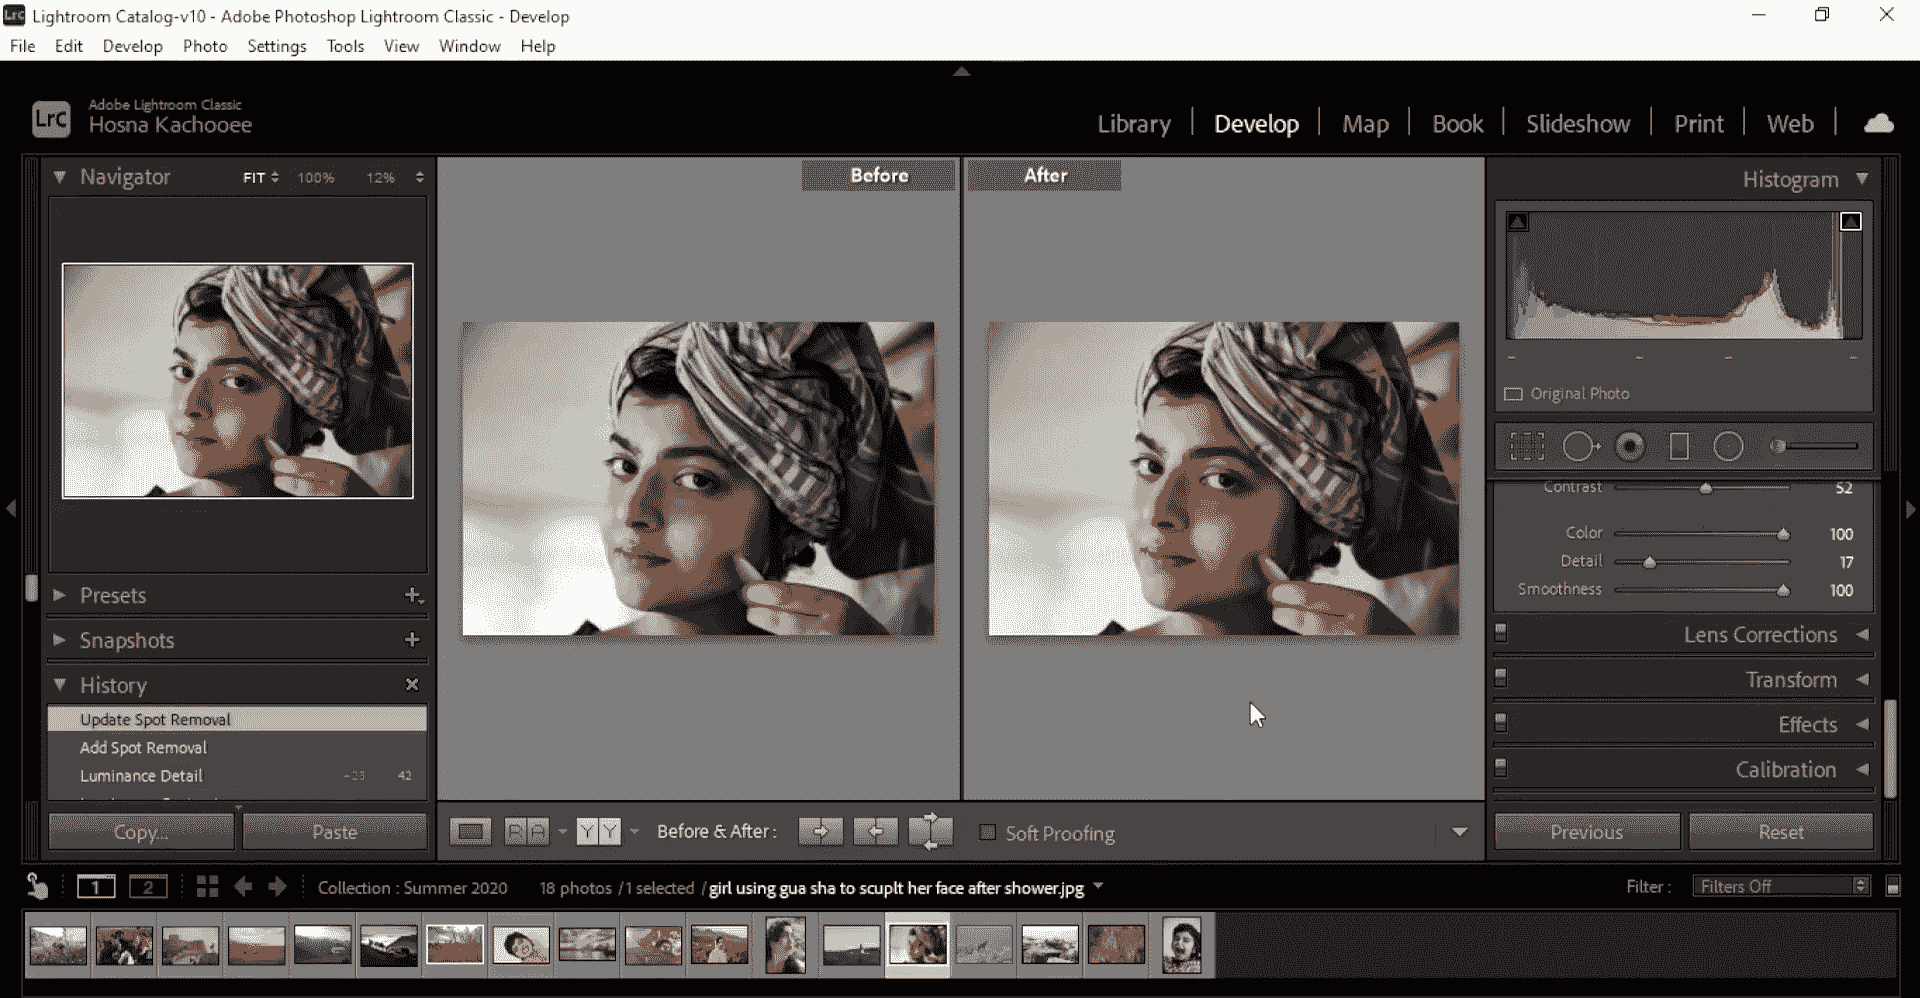 Lrc Lightroom Catalog-v10 - Adobe Photoshop Lightroom Classic - Develop
File Edit Develop Photo Settings Tools View Window Help
LrC
Adobe Lightroom Classic
Hosna Kachooee
Library Develop Map Book Slideshow Print Web
Navigator FIT 100% 12%
Before
After
Histogram
Original Photo
Contrast 52
Color 100
Detail 17
Smoothness 100
Presets
Snapshots
History
Update Spot Removal
Add Spot Removal
Luminance Detail -23 42
Lens Corrections
Transform
Effects
Calibration
Copy... Paste
R A Y Y Before & After : Soft Proofing
Previous Reset
1 2 Collection : Summer 2020 18 photos /1 selected /girl using gua sha to scuplt her face after shower.jpg
Filter : Filters Off